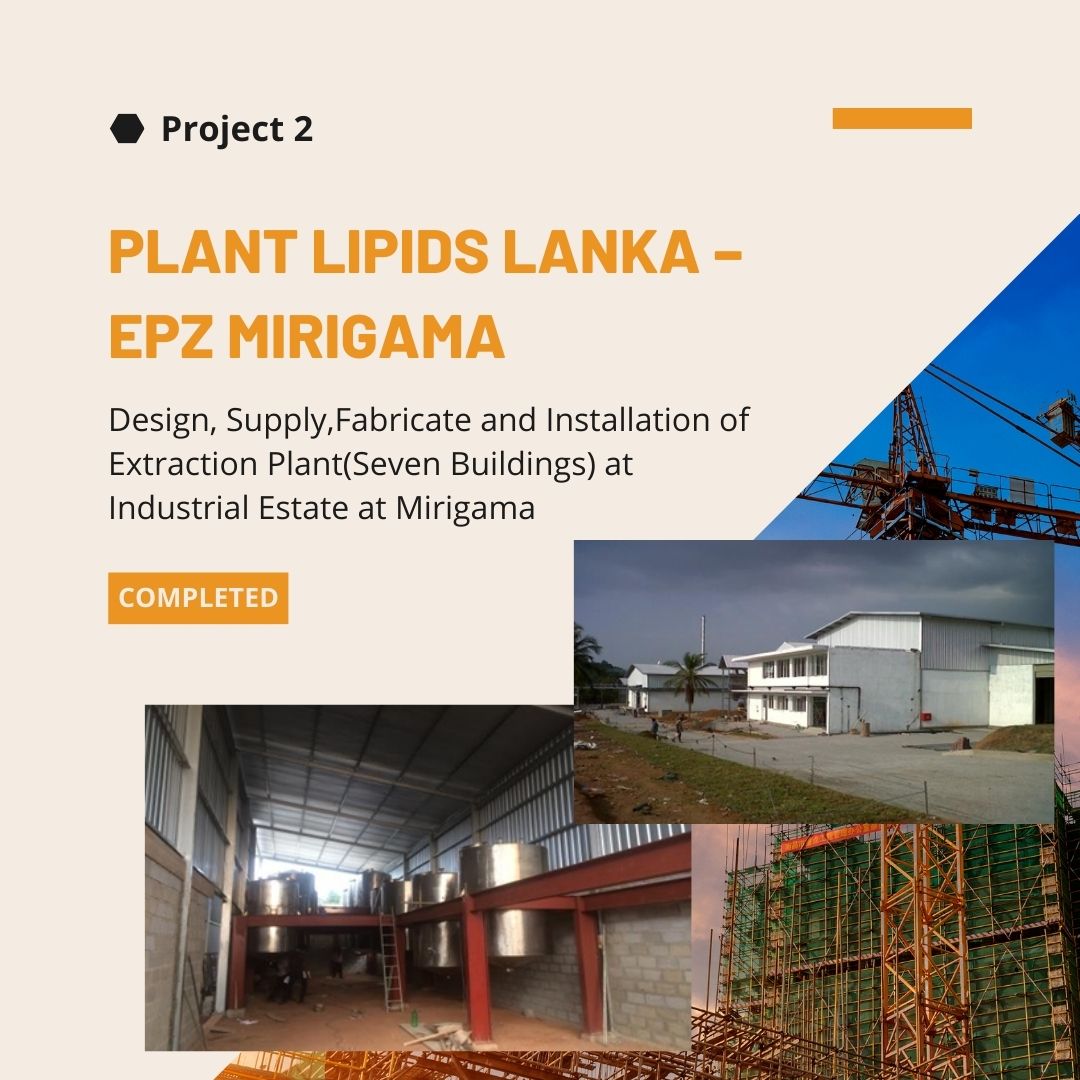 Project 2
PLANT LIPIDS LANKA –
EPZ MIRIGAMA
Design, Supply,Fabricate and Installation of
Extraction Plant(Seven Buildings) at
Industrial Estate at Mirigama
COMPLETED